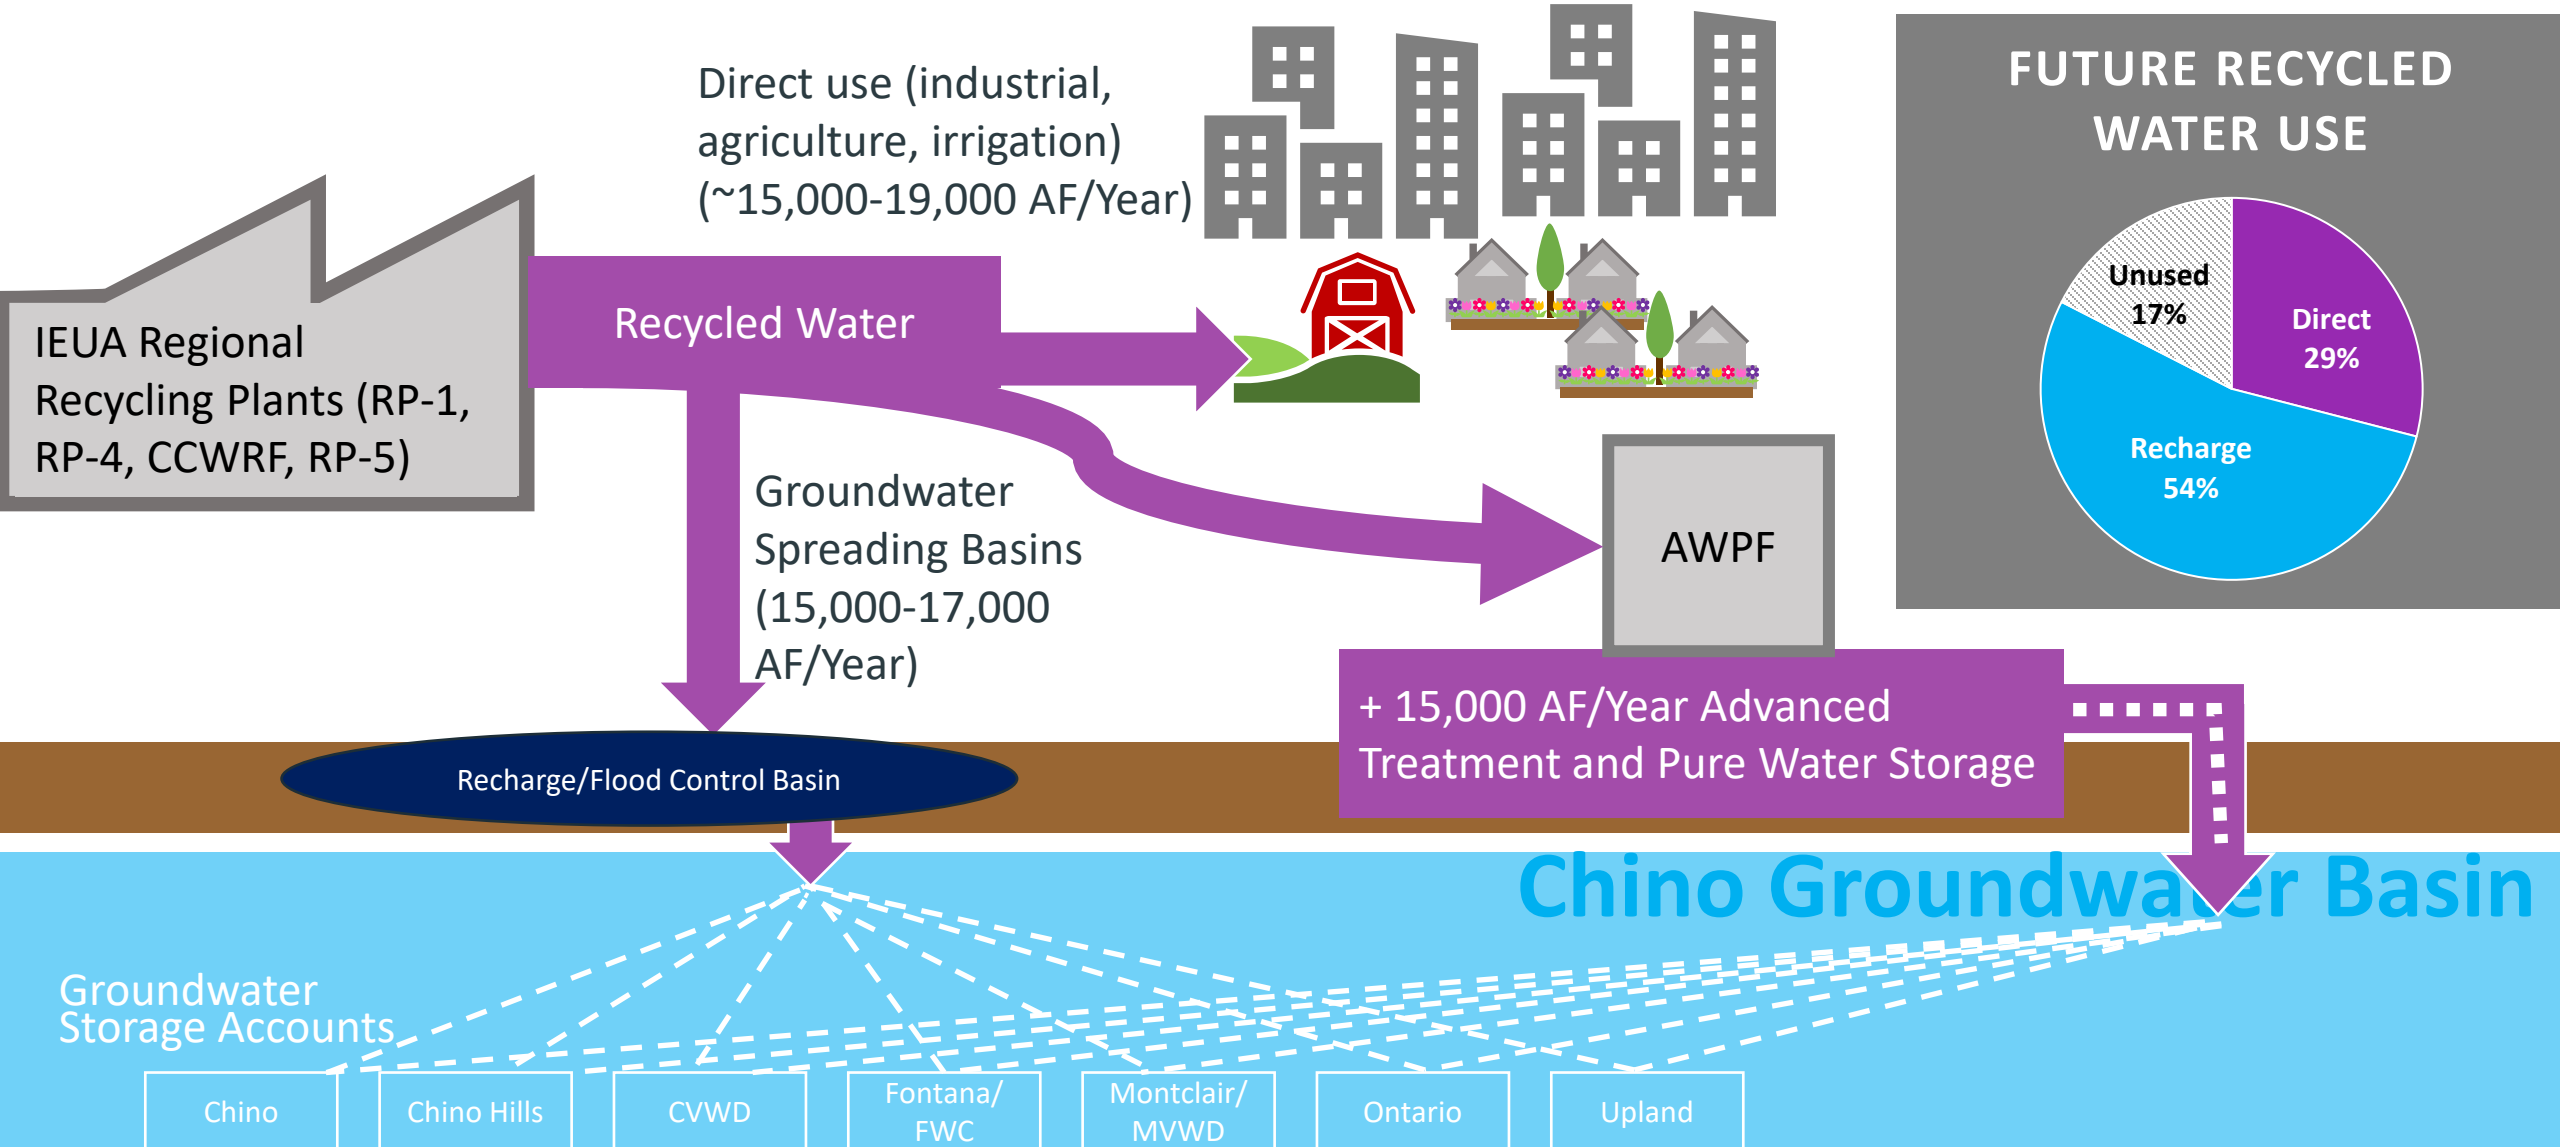 Direct use (industrial,
agriculture, irrigation)
(~15,000-19,000 AF/Year)
FUTURE RECYCLED
WATER USE
Unused
17%
Direct
29%
Recharge
54%
IEUA Regional
Recycling Plants (RP-1,
RP-4, CCWRF, RP-5)
Recycled Water
Groundwater
Spreading Basins
(15,000-17,000
AF/Year)
AWPF
+ 15,000 AF/Year Advanced
Treatment and Pure Water Storage
Recharge/Flood Control Basin
Chino Groundwater Basin
Groundwater
Storage Accounts
Chino
Chino Hills
CVWD
Fontana/
FWC
Montclair/
MVWD
Ontario
Upland